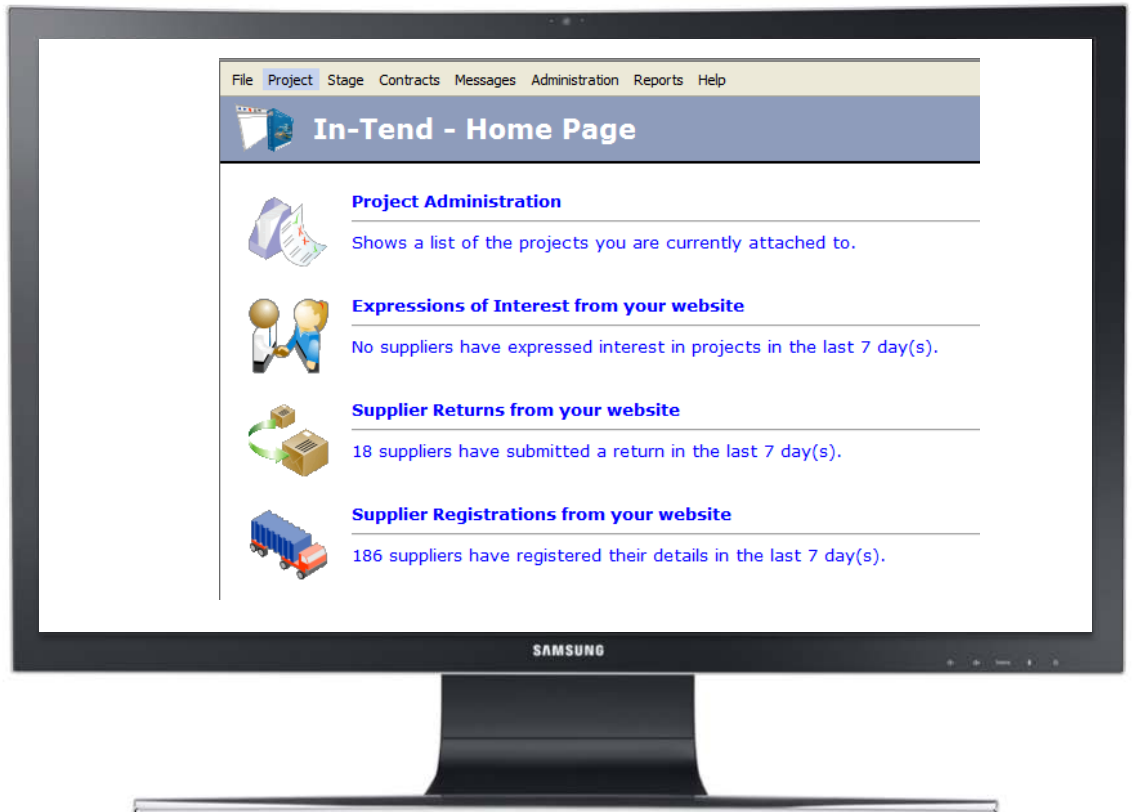 File Project Stage Contracts Messages Administration Reports Help
In-Tend - Home Page
Project Administration
Shows a list of the projects you are currently attached to.
Expressions of Interest from your website
No suppliers have expressed interest in projects in the last 7 day(s).
Supplier Returns from your website
18 suppliers have submitted a return in the last 7 day(s).
Supplier Registrations from your website
186 suppliers have registered their details in the last 7 day(s).
SAMSUNG